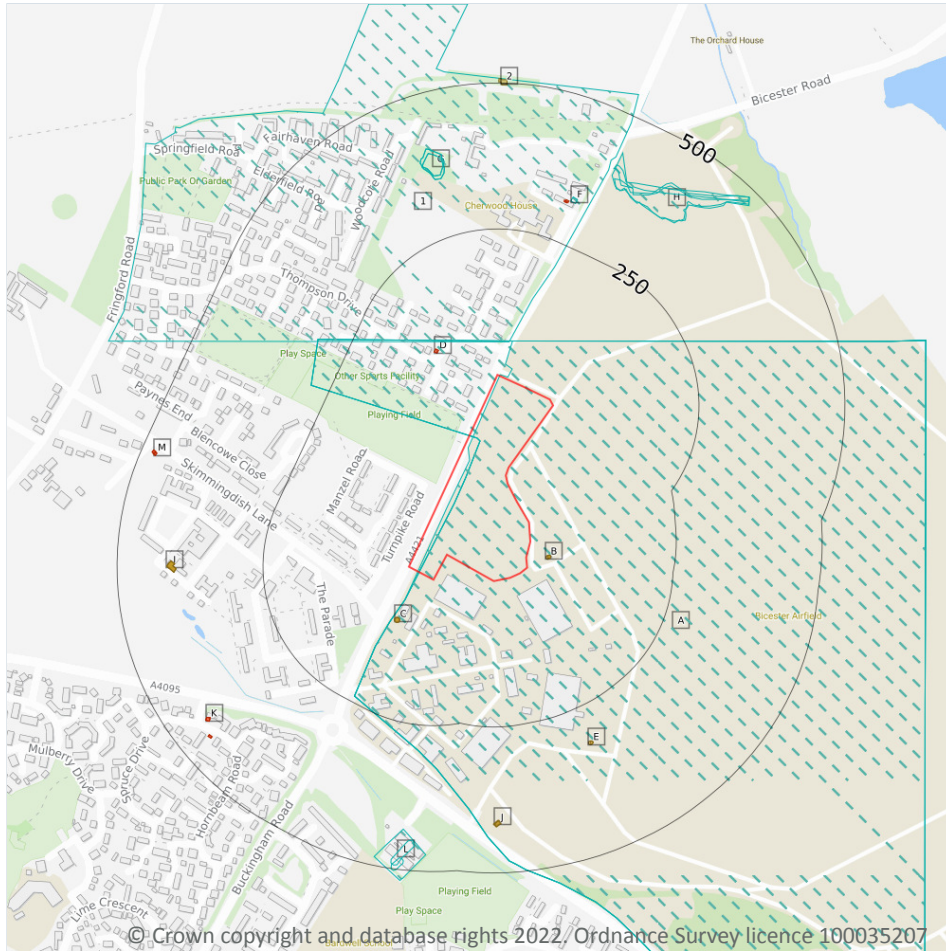 2
The Orchard House
Bicester Road
500
Fairhaven Road
Springfield Roa
G
Elderfield Road
Woodcote Road
Public Park Or Garden
F
H
1
Cherwood House
Fringford Road
250
Thompson Drive
D
Play Space
Other Sports Facility
Paynes End
Playing Field
Blencowe Close
M
Skimmingdish Lane
Manzel Road
Turnpike Road
A4421
B
The Parade
C
A
Bicester Airfield
A4095
K
E
Mulberry Drive
Spruce Drive
Hornbeam Road
Buckingham Road
L
Playing Field
Play Space
Lime Crescent
© Crown copyright and database rights 2022. Ordnance Survey licence 100035207